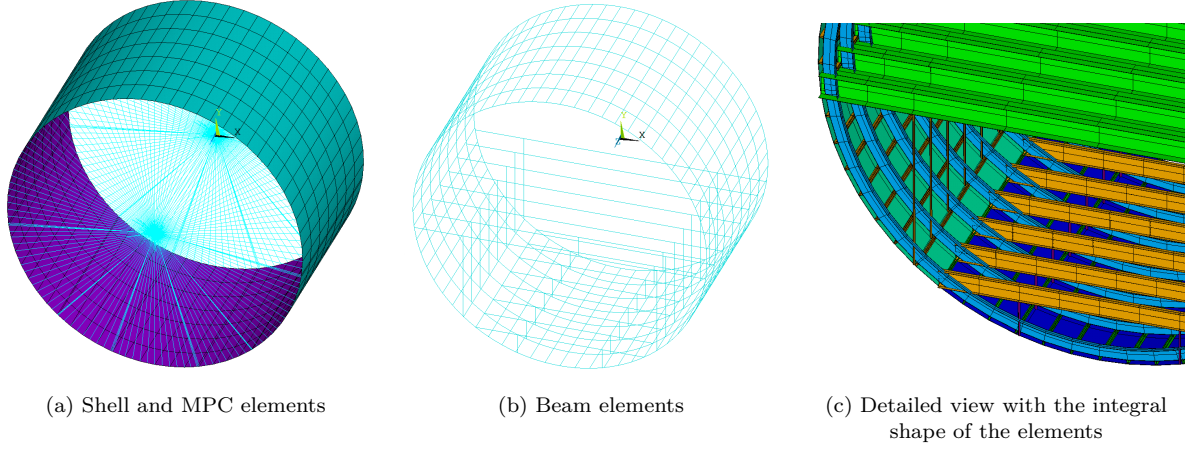 Y
X
Y
X
(a) Shell and MPC elements
(b) Beam elements
(c) Detailed view with the integral
shape of the elements